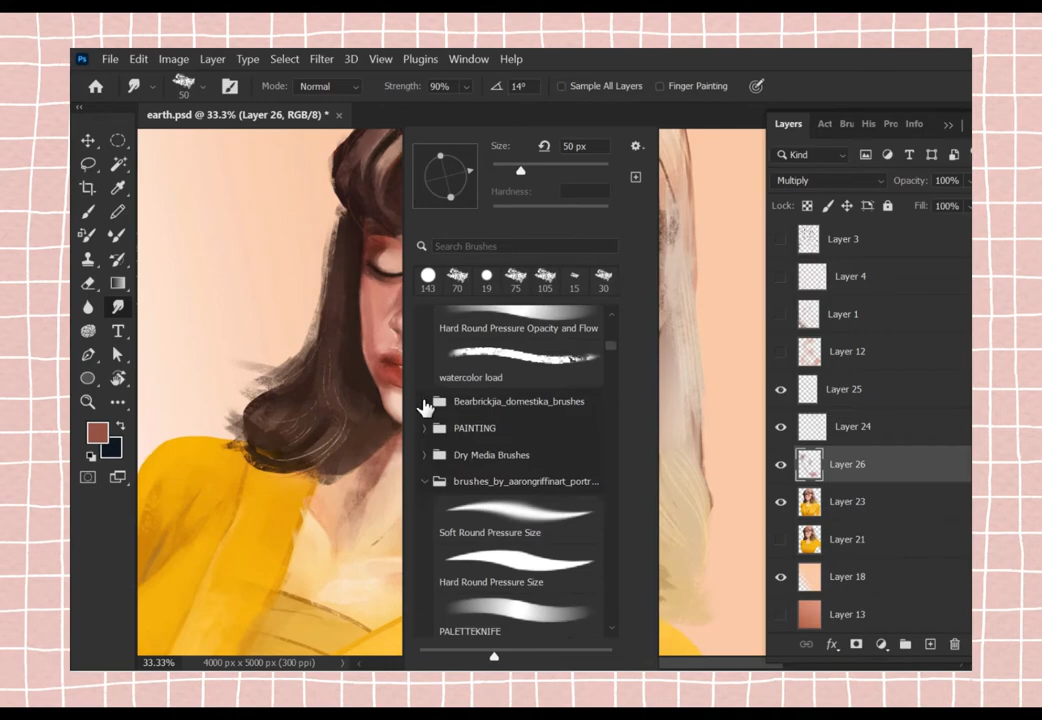 Ps File Edit Image Layer Type Select Filter 3D View Plugins Window Help
50 Mode: Normal Strength: 90% 14° Sample All Layers Finger Painting
earth.psd @ 33.3% (Layer 26, RGB/8) * ×
Size: 50 px
Hardness:
Search Brushes
143 70 19 75 105 15 30
Hard Round Pressure Opacity and Flow
watercolor load
Bearbrickjia_domestika_brushes
PAINTING
Dry Media Brushes
brushes_by_aarongriffinart_portr...
Soft Round Pressure Size
Hard Round Pressure Size
PALETTEKNIFE
Layers Act Bru His Prc Info
Kind
Multiply Opacity: 100%
Lock: Fill: 100%
Layer 3
Layer 4
Layer 1
Layer 12
Layer 25
Layer 24
Layer 26
Layer 23
Layer 21
Layer 18
Layer 13
fx
33.33% 4000 px x 5000 px (300 ppi)